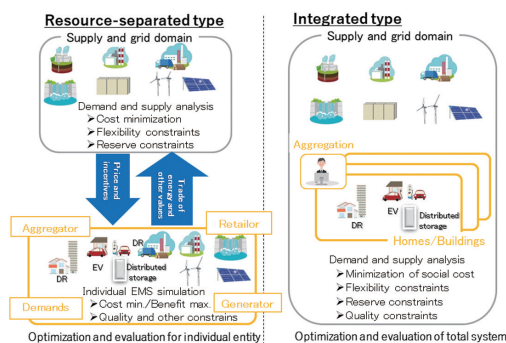 Resource-separated type
Supply and grid domain
Demand and supply analysis
➢Cost minimization
➢Flexibility constraints
➢Reserve constraints
Price and
incentives
Trade of
energy and
other values
Aggregator
Retailor
DR
EV
DR
Distributed
storage
Individual EMS simulation
➢Cost min./Benefit max.
➢Quality and other constrains
Demands
Generator
Optimization and evaluation for individual entity
Integrated type
Supply and grid domain
Aggregation
DR
EV
Distributed
storage
Homes/Buildings
Demand and supply analysis
➢Minimization of social cost
➢Flexibility constraints
➢Reserve constraints
➢Quality constraints
Optimization and evaluation of total system